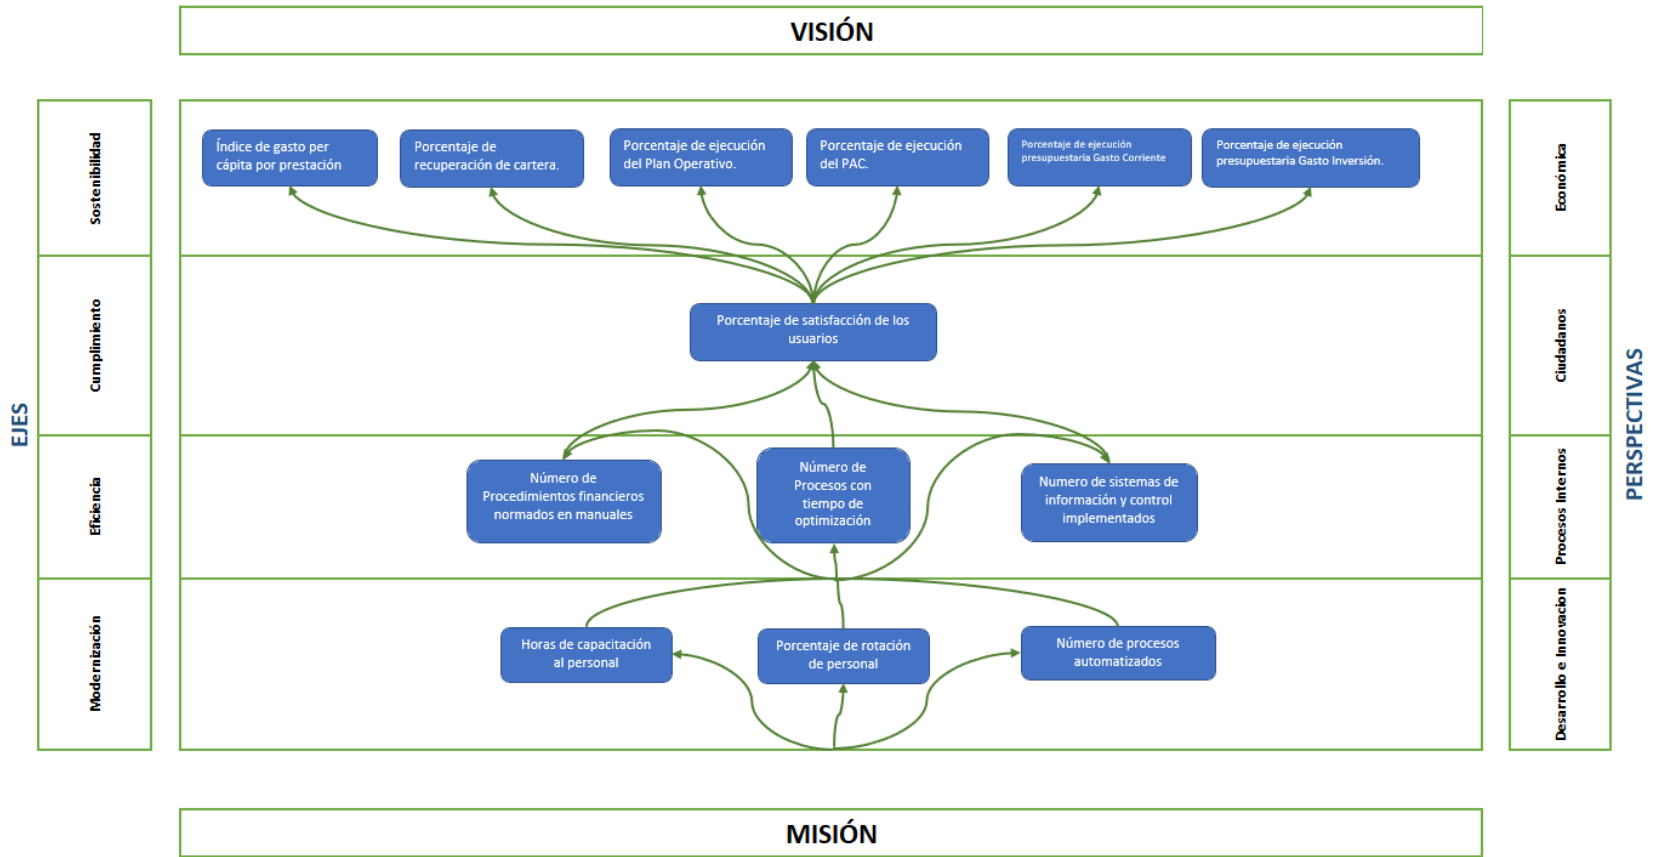 VISIÓN
EJES
PERSPECTIVAS
Sostenibilidad
Índice de gasto per
cápita por prestación
Porcentaje de
recuperación de cartera.
Porcentaje de ejecución
del Plan Operativo.
Porcentaje de ejecución
del PAC.
Porcentaje de ejecución
presupuestaria Gasto Corriente
Porcentaje de ejecución
presupuestaria Gasto Inversión.
Económica
Cumplimiento
Porcentaje de satisfacción de los
usuarios
Ciudadanos
Eficiencia
Número de
Procedimientos financieros
normados en manuales
Número de
Procesos con
tiempo de
optimización
Numero de sistemas de
información y control
implementados
Procesos Internos
Modernización
Horas de capacitación
al personal
Porcentaje de rotación
de personal
Número de procesos
automatizados
Desarrollo e Innovacion
MISIÓN